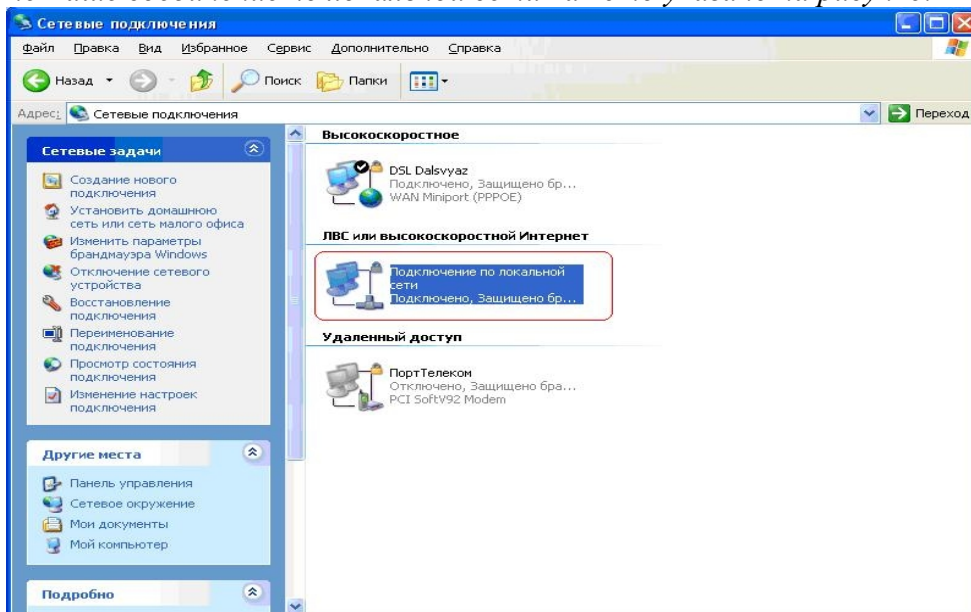 Сетевые подключения
Файл Правка Вид Избранное Сервис Дополнительно Справка
Назад Поиск Папки
Адрес: Сетевые подключения Переход
Сетевые задачи
Создание нового
подключения
Установить домашнюю
сеть или сеть малого офиса
Изменить параметры
брандмауэра Windows
Отключение сетевого
устройства
Восстановление
подключения
Переименование
подключения
Просмотр состояния
подключения
Изменение настроек
подключения
Другие места
Панель управления
Сетевое окружение
Мои документы
Мой компьютер
Подробно
Высокоскоростное
DSL Dalsvyaz
Подключено, Защищено бр...
WAN Miniport (PPPOE)
ЛВС или высокоскоростной Интернет
Подключение по локальной
сети
Подключено, Защищено бр...
Удаленный доступ
ПортТелеком
Отключено, Защищено бра...
PCI SoftV92 Modem